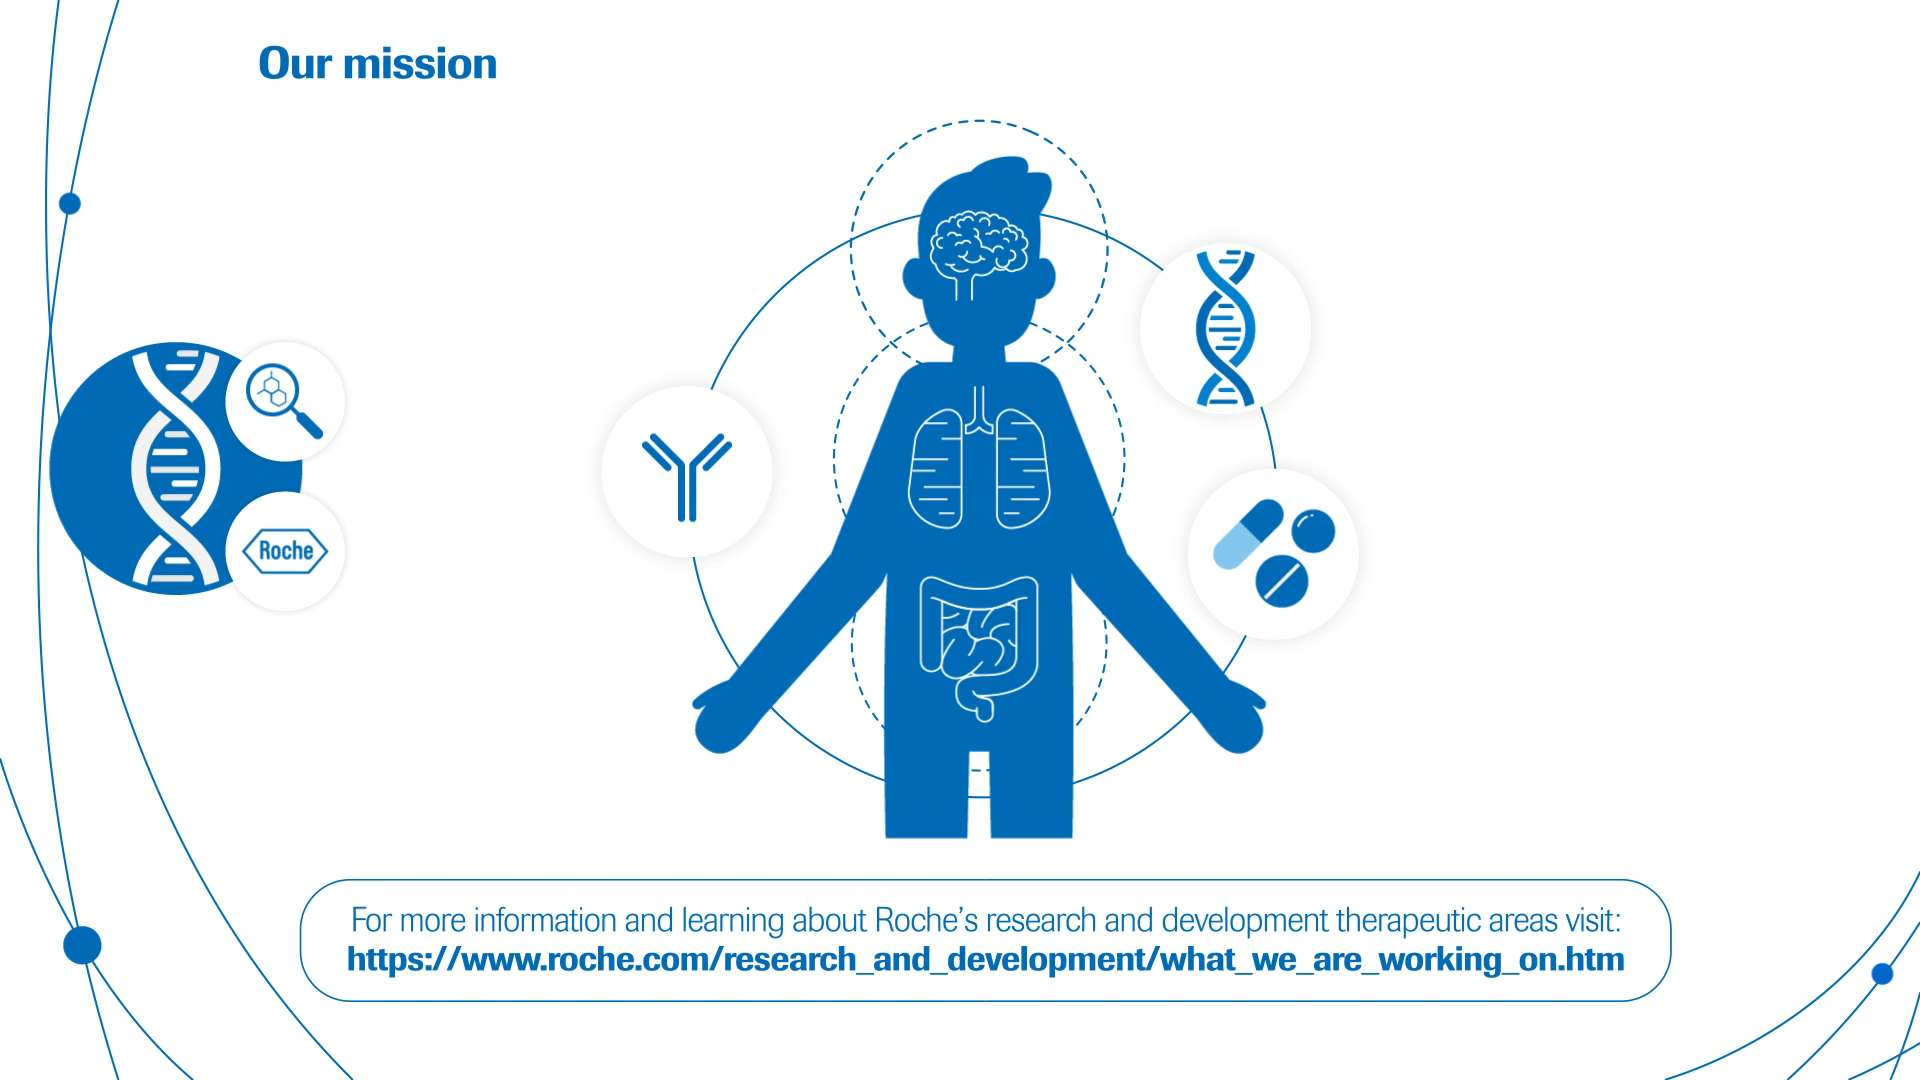 Our mission
Roche
For more information and learning about Roche’s research and development therapeutic areas visit:
https://www.roche.com/research_and_development/what_we_are_working_on.htm